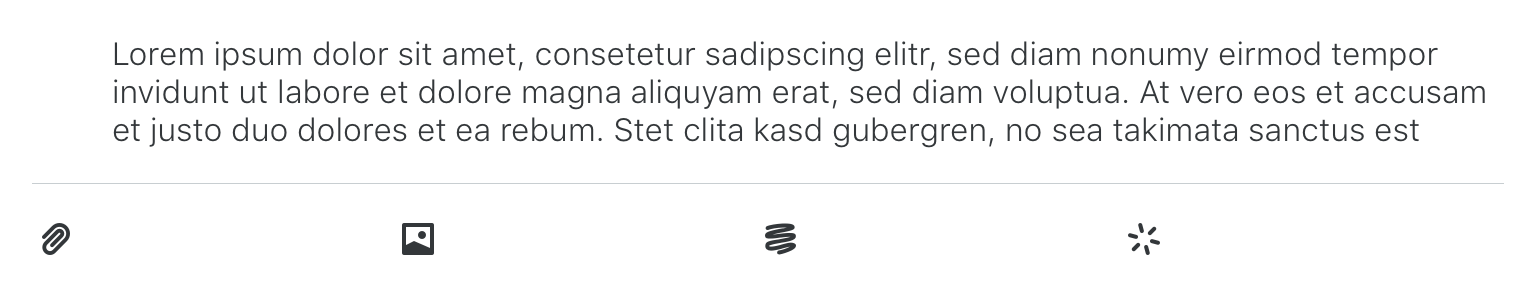 Lorem ipsum dolor sit amet, consetetur sadipscing elitr, sed diam nonumy eirmod tempor
invidunt ut labore et dolore magna aliquyam erat, sed diam voluptua. At vero eos et accusam
et justo duo dolores et ea rebum. Stet clita kasd gubergren, no sea takimata sanctus est